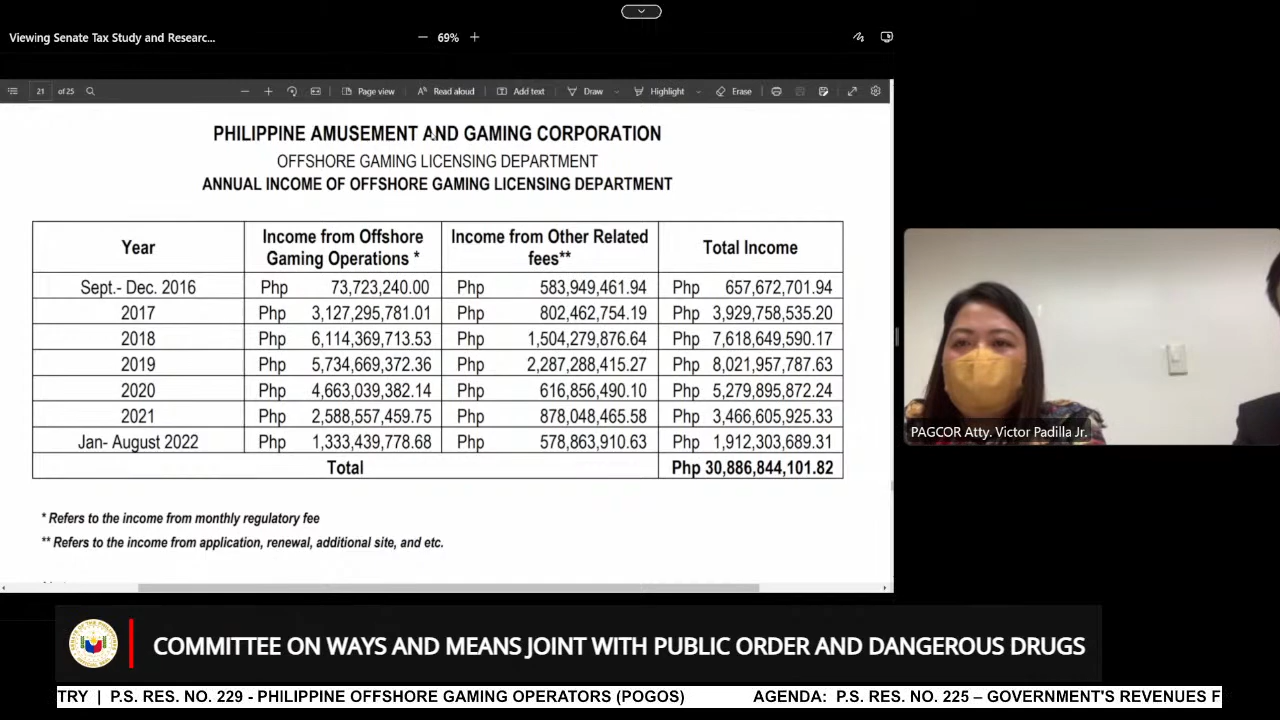 Viewing Senate Tax Study and Researc...
69%
21 of 25
Page view
Read aloud
Add text
Draw
Highlight
Erase
PHILIPPINE AMUSEMENT AND GAMING CORPORATION
OFFSHORE GAMING LICENSING DEPARTMENT
ANNUAL INCOME OF OFFSHORE GAMING LICENSING DEPARTMENT
Year Income from Offshore Gaming Operations * Income from Other Related fees** Total Income
Sept.- Dec. 2016 Php 73,723,240.00 Php 583,949,461.94 Php 657,672,701.94
2017 Php 3,127,295,781.01 Php 802,462,754.19 Php 3,929,758,535.20
2018 Php 6,114,369,713.53 Php 1,504,279,876.64 Php 7,618,649,590.17
2019 Php 5,734,669,372.36 Php 2,287,288,415.27 Php 8,021,957,787.63
2020 Php 4,663,039,382.14 Php 616,856,490.10 Php 5,279,895,872.24
2021 Php 2,588,557,459.75 Php 878,048,465.58 Php 3,466,605,925.33
Jan- August 2022 Php 1,333,439,778.68 Php 578,863,910.63 Php 1,912,303,689.31
Total Php 30,886,844,101.82
* Refers to the income from monthly regulatory fee
** Refers to the income from application, renewal, additional site, and etc.
PAGCOR Atty. Victor Padilla Jr.
COMMITTEE ON WAYS AND MEANS JOINT WITH PUBLIC ORDER AND DANGEROUS DRUGS
TRY | P.S. RES. NO. 229 - PHILIPPINE OFFSHORE GAMING OPERATORS (POGOS) AGENDA: P.S. RES. NO. 225 – GOVERNMENT'S REVENUES F